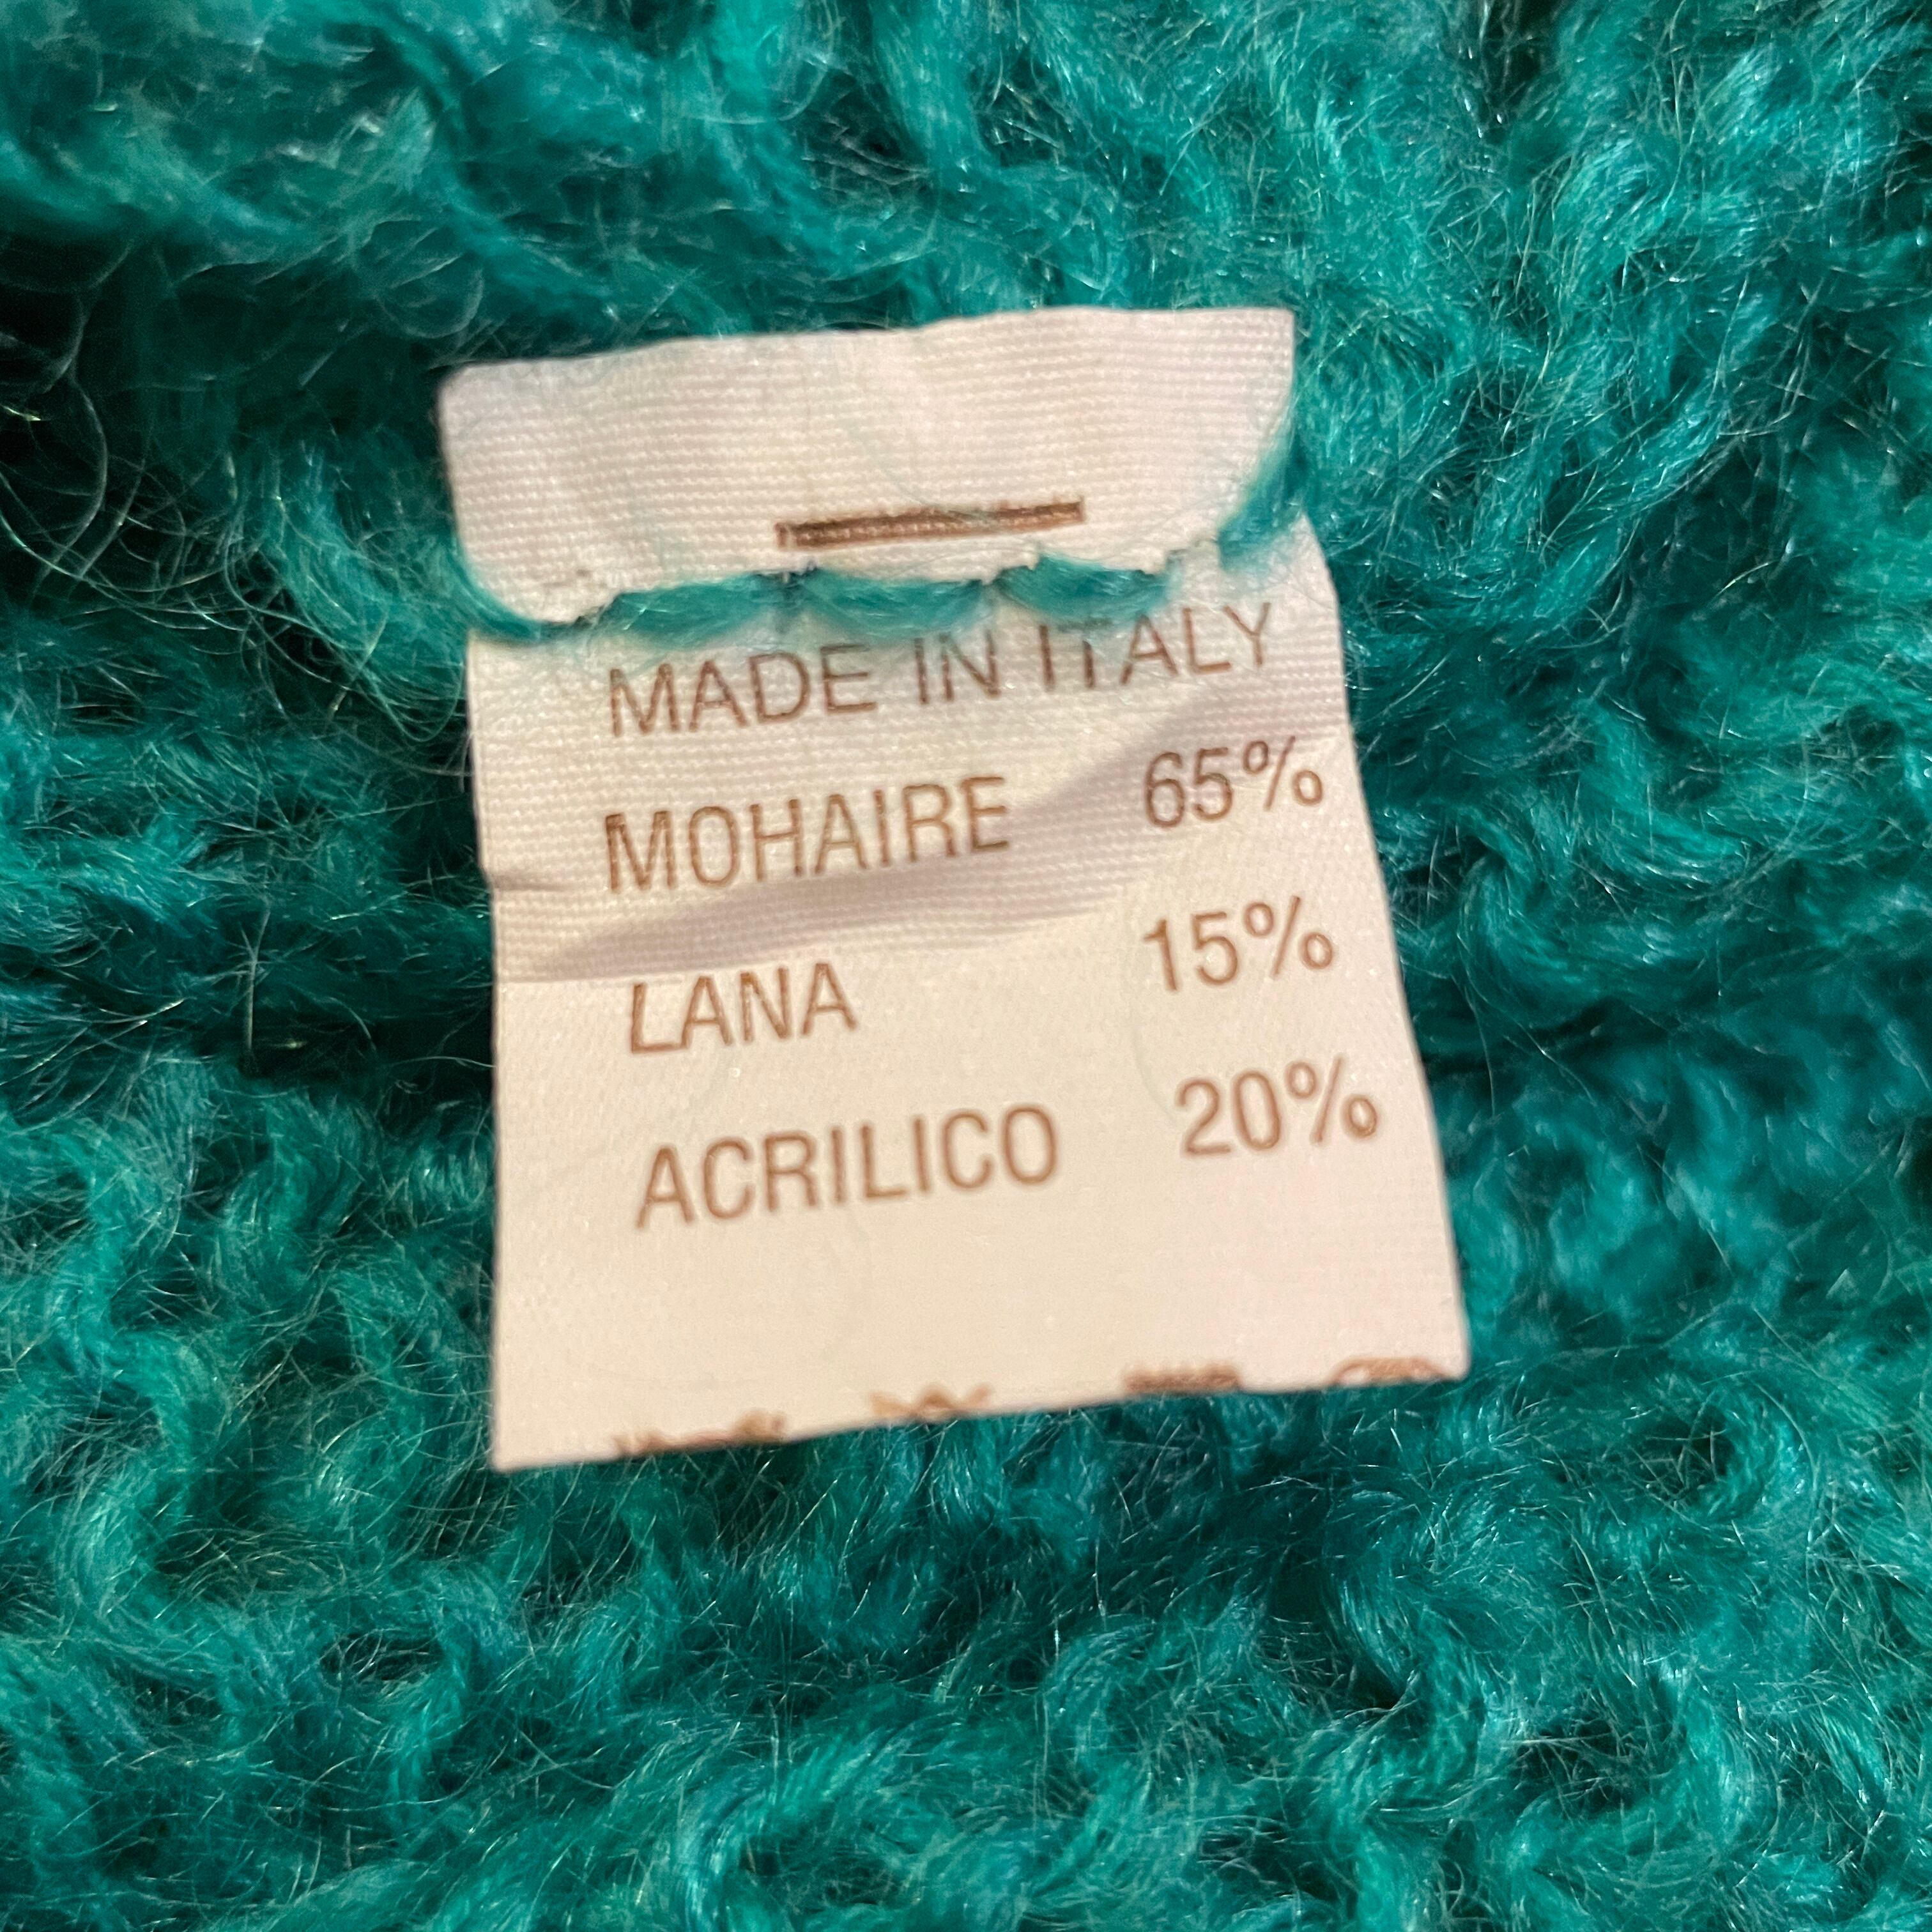 MADE IN ITALY
MOHAIRE 65%
LANA 15%
ACRILICO 20%